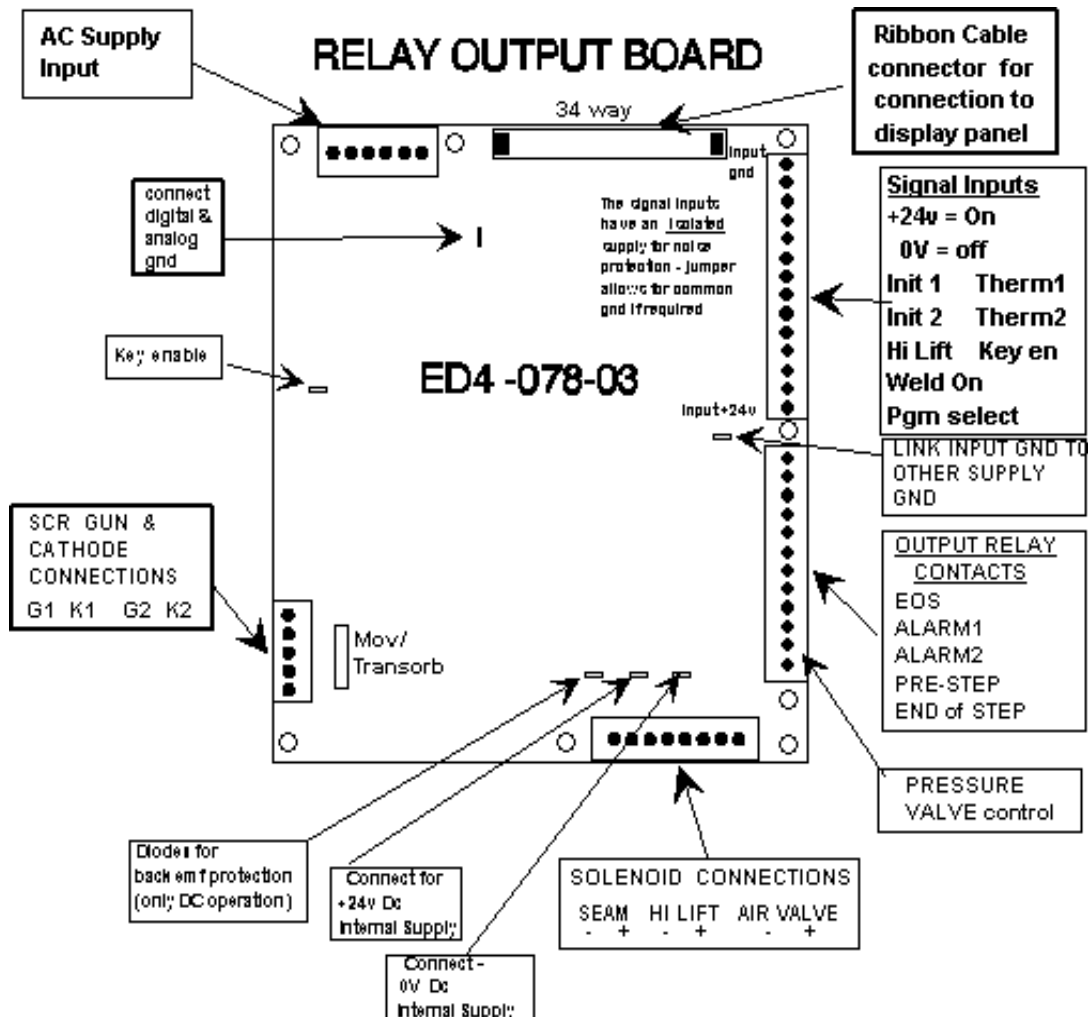 AC Supply
Input
RELAY OUTPUT BOARD
Ribbon Cable
connector for
connection to
display panel
34 way
Input
gnd
connect
digital &
analog
gnd
The signal inputs
have an isolated
supply for noise
protection - jumper
allows for common
gnd if required
Signal Inputs
+24v = On
0V = off
Init 1 Therm1
Init 2 Therm2
Hi Lift Key en
Weld On
Pgm select
Key enable
ED4 -078-03
Input+24v
LINK INPUT GND TO
OTHER SUPPLY
GND
SCR GUN &
CATHODE
CONNECTIONS
G1 K1 G2 K2
OUTPUT RELAY
CONTACTS
EOS
ALARM1
ALARM2
PRE-STEP
END of STEP
Mov/
Transorb
PRESSURE
VALVE control
Diodes for
back emf protection
(only DC operation)
Connect for
+24v Dc
Internal Supply
SOLENOID CONNECTIONS
SEAM HI LIFT AIR VALVE
- + - + - +
Connect -
0V Dc
Internal Supply